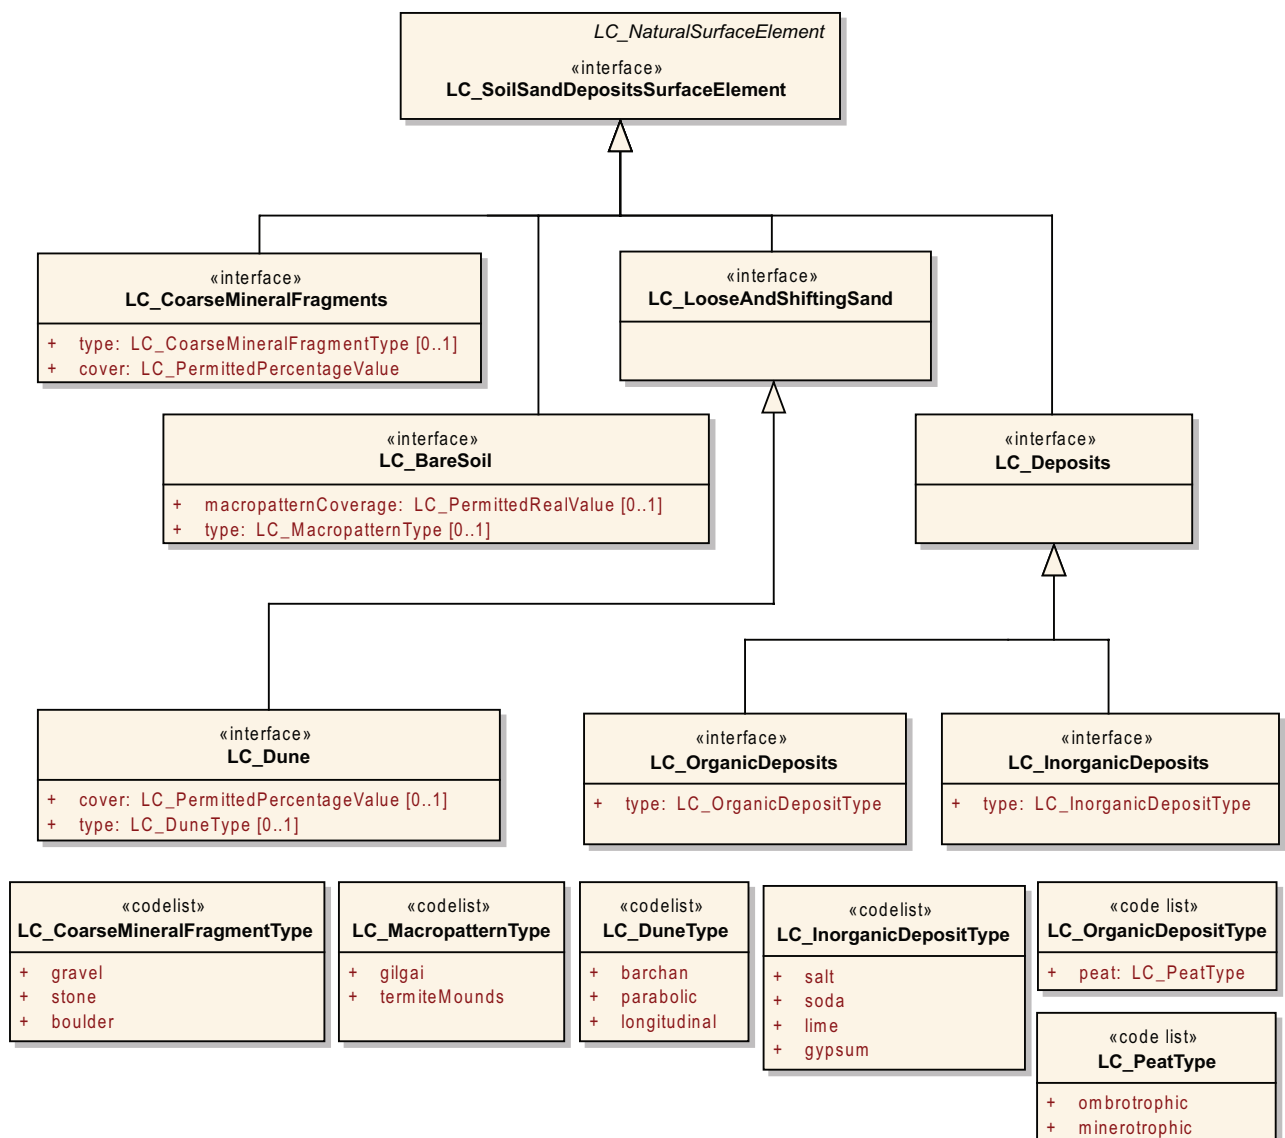 LC_NaturalSurfaceElement
«interface»
LC_SoilSandDepositsSurfaceElement
«interface»
LC_CoarseMineralFragments
+ type: LC_CoarseMineralFragmentType [0..1]
+ cover: LC_PermittedPercentageValue
«interface»
LC_LooseAndShiftingSand
«interface»
LC_BareSoil
+ macropatternCoverage: LC_PermittedRealValue [0..1]
+ type: LC_MacropatternType [0..1]
«interface»
LC_Deposits
«interface»
LC_Dune
+ cover: LC_PermittedPercentageValue [0..1]
+ type: LC_DuneType [0..1]
«interface»
LC_OrganicDeposits
+ type: LC_OrganicDepositType
«interface»
LC_InorganicDeposits
+ type: LC_InorganicDepositType
«codelist»
LC_CoarseMineralFragmentType
+ gravel
+ stone
+ boulder
«codelist»
LC_MacropatternType
+ gilgai
+ termiteMounds
«codelist»
LC_DuneType
+ barchan
+ parabolic
+ longitudinal
«codelist»
LC_InorganicDepositType
+ salt
+ soda
+ lime
+ gypsum
«code list»
LC_OrganicDepositType
+ peat: LC_PeatType
«code list»
LC_PeatType
+ ombrotrophic
+ minerotrophic